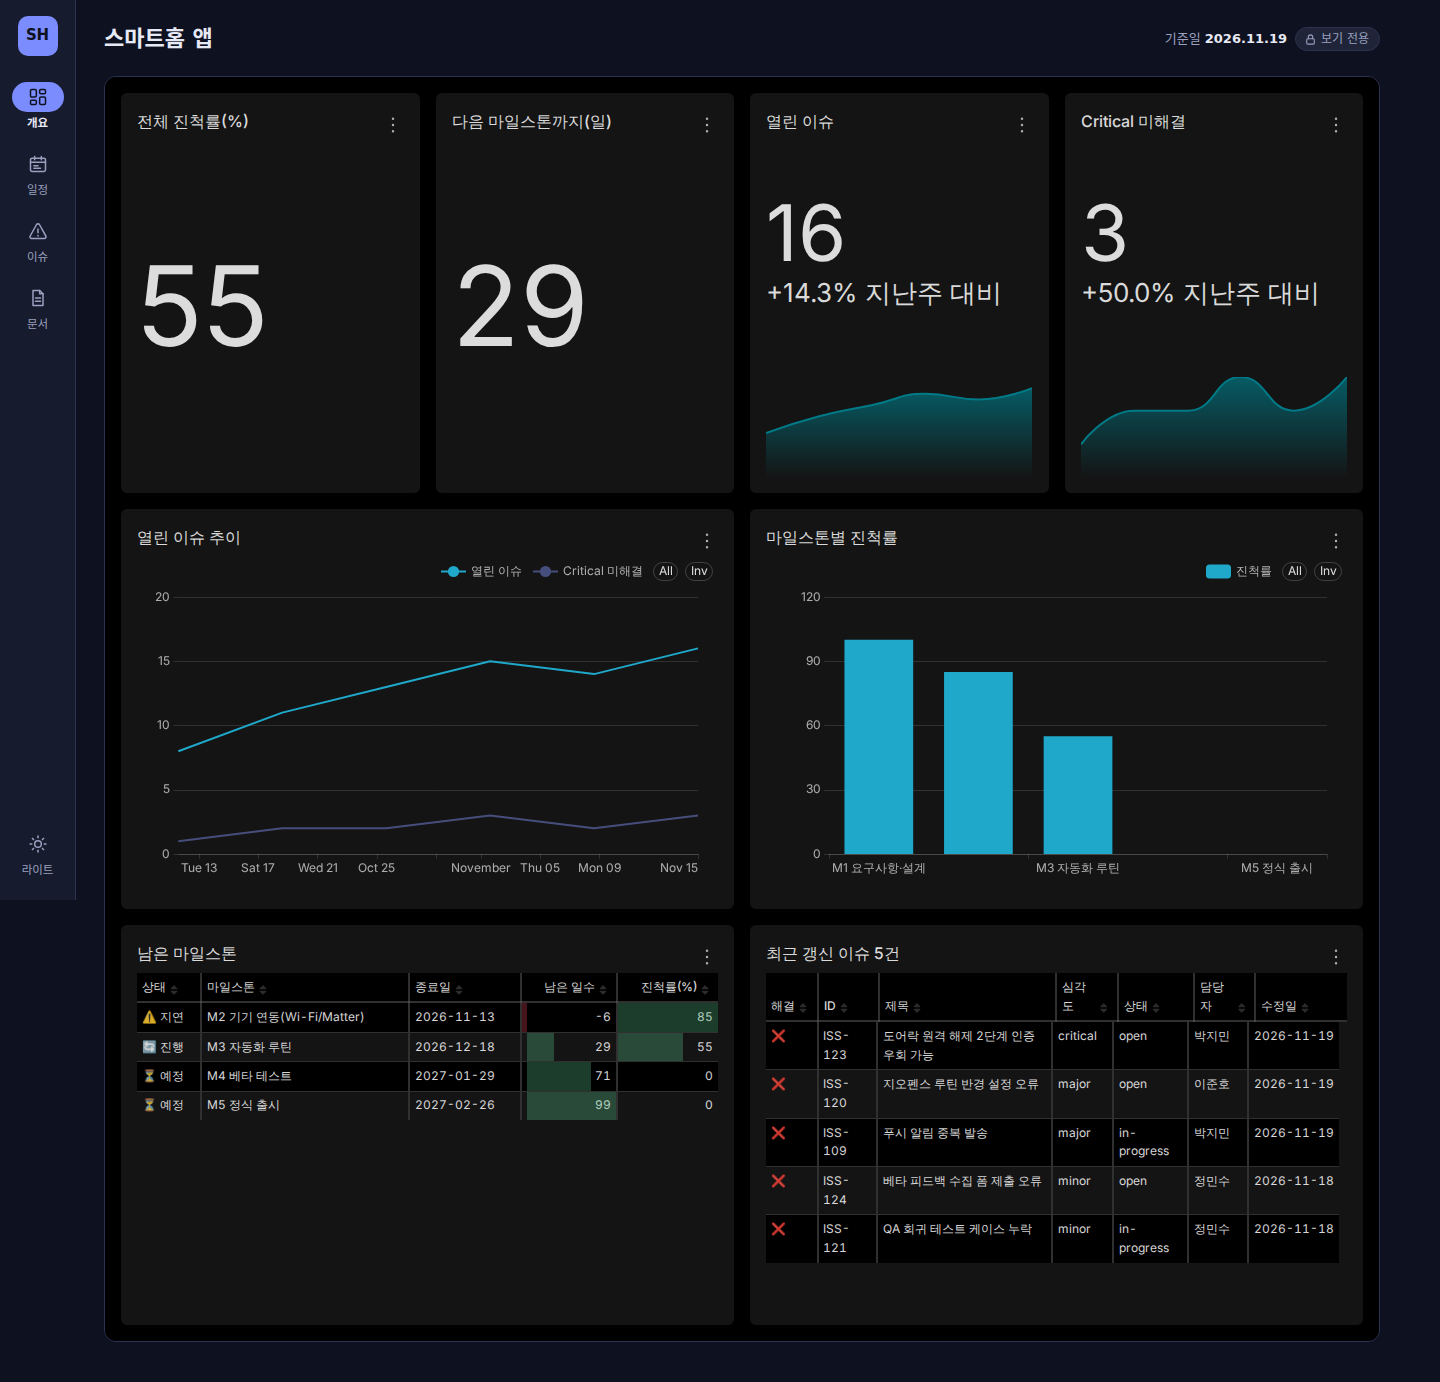 SH
개요
일정
이슈
문서
라이트
스마트홈 앱
기준일 2026.11.19 보기 전용
전체 진척률(%)
55
다음 마일스톤까지(일)
29
열린 이슈
16
+14.3% 지난주 대비
Critical 미해결
3
+50.0% 지난주 대비
열린 이슈 추이
열린 이슈 Critical 미해결 All Inv
20
15
10
5
0
Tue 13 Sat 17 Wed 21 Oct 25 November Thu 05 Mon 09 Nov 15
마일스톤별 진척률
진척률 All Inv
120
90
60
30
0
M1 요구사항·설계 M3 자동화 루틴 M5 정식 출시
남은 마일스톤
상태 마일스톤 종료일 남은 일수 진척률(%)
지연 M2 기기 연동(Wi-Fi/Matter) 2026-11-13 -6 85
진행 M3 자동화 루틴 2026-12-18 29 55
예정 M4 베타 테스트 2027-01-29 71 0
예정 M5 정식 출시 2027-02-26 99 0
최근 갱신 이슈 5건
해결 ID 제목 심각도 상태 담당자 수정일
ISS-123 도어락 원격 해제 2단계 인증 우회 가능 critical open 박지민 2026-11-19
ISS-120 지오펜스 루틴 반경 설정 오류 major open 이준호 2026-11-19
ISS-109 푸시 알림 중복 발송 major in-progress 박지민 2026-11-19
ISS-124 베타 피드백 수집 폼 제출 오류 minor open 정민수 2026-11-18
ISS-121 QA 회귀 테스트 케이스 누락 minor in-progress 정민수 2026-11-18